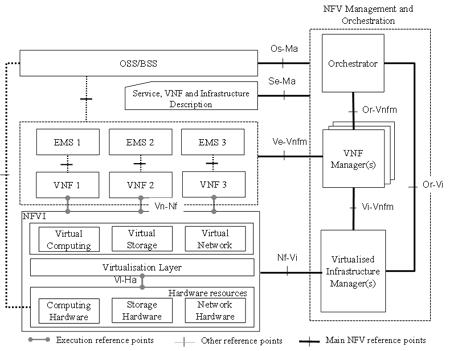 NFV Management and
Orchestration
Os-Ma
OSS/BSS
Orchestrator
Se-Ma
Service, VNF and Infrastructure
Description
Or-Vnfm
EMS 1
EMS 2
EMS 3
Ve-Vnfm
VNF
Manager(s)
VNF 1
VNF 2
VNF 3
Or-Vi
Vn-Nf
Vi-Vnfm
NFVI
Virtual
Computing
Virtual
Storage
Virtual
Network
Nf-Vi
Virtualised
Infrastructure
Manager(s)
Virtualisation Layer
Vl-Ha
Hardware resources
Computing
Hardware
Storage
Hardware
Network
Hardware
Execution reference points
Other reference points
Main NFV reference points